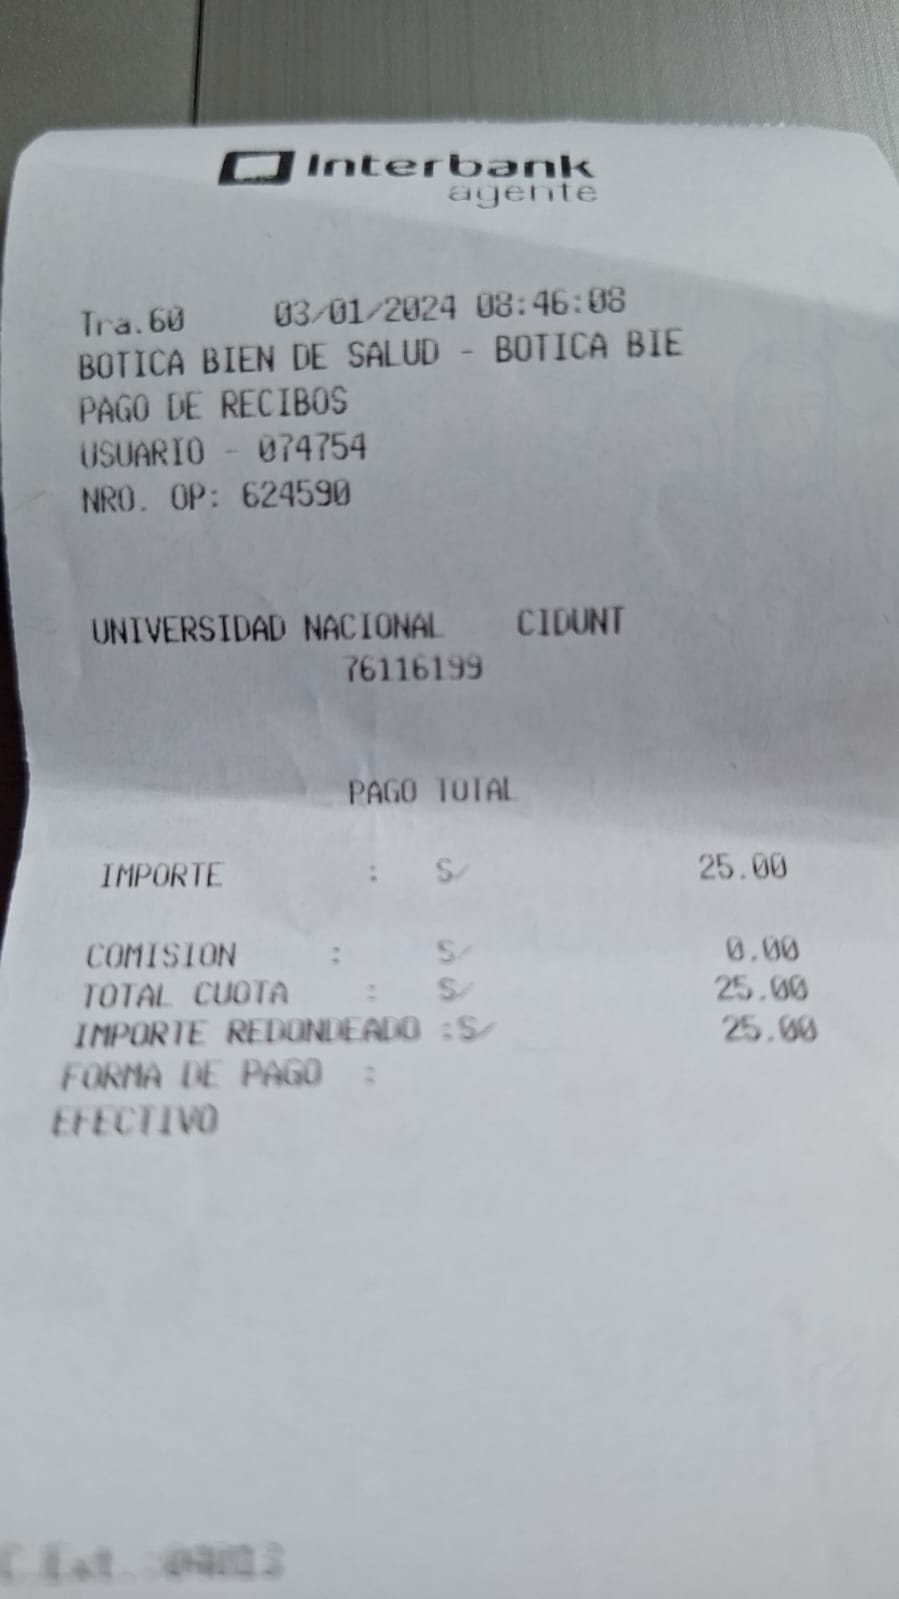 Interbank
agente
Tra.60 03/01/2024 08:46:08
BOTICA BIEN DE SALUD - BOTICA BIE
PAGO DE RECIBOS
USUARIO - 074754
NRO. OP: 624590
UNIVERSIDAD NACIONAL CIDUNT
76116199
PAGO TOTAL
IMPORTE : S/ 25.00
COMISION : S/ 0.00
TOTAL CUOTA : S/ 25.00
IMPORTE REDONDEADO :S/ 25.00
FORMA DE PAGO :
EFECTIVO